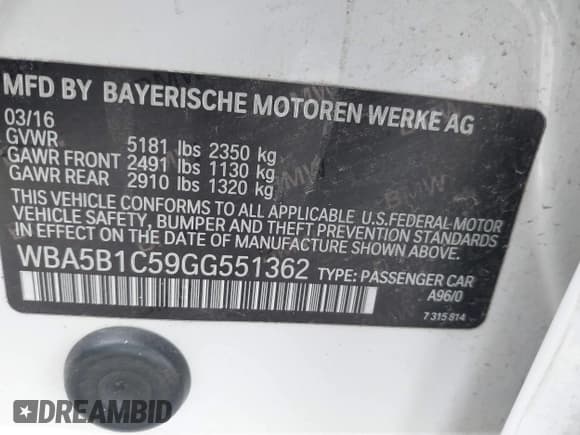 MFD BY BAYERISCHE MOTOREN WERKE AG
03/16
GVWR 5181 lbs 2350 kg
GAWR FRONT 2491 lbs 1130 kg
GAWR REAR 2910 lbs 1320 kg
THIS VEHICLE CONFORMS TO ALL APPLICABLE U.S.FEDERAL-MOTOR
VEHICLE SAFETY, BUMPER AND THEFT PREVENTION STANDARDS
IN EFFECT ON THE DATE OF MANUFACTURE SHOWN ABOVE.
WBA5B1C59GG551362 TYPE: PASSENGER CAR
A96/0
7 315 814
DREAMBID